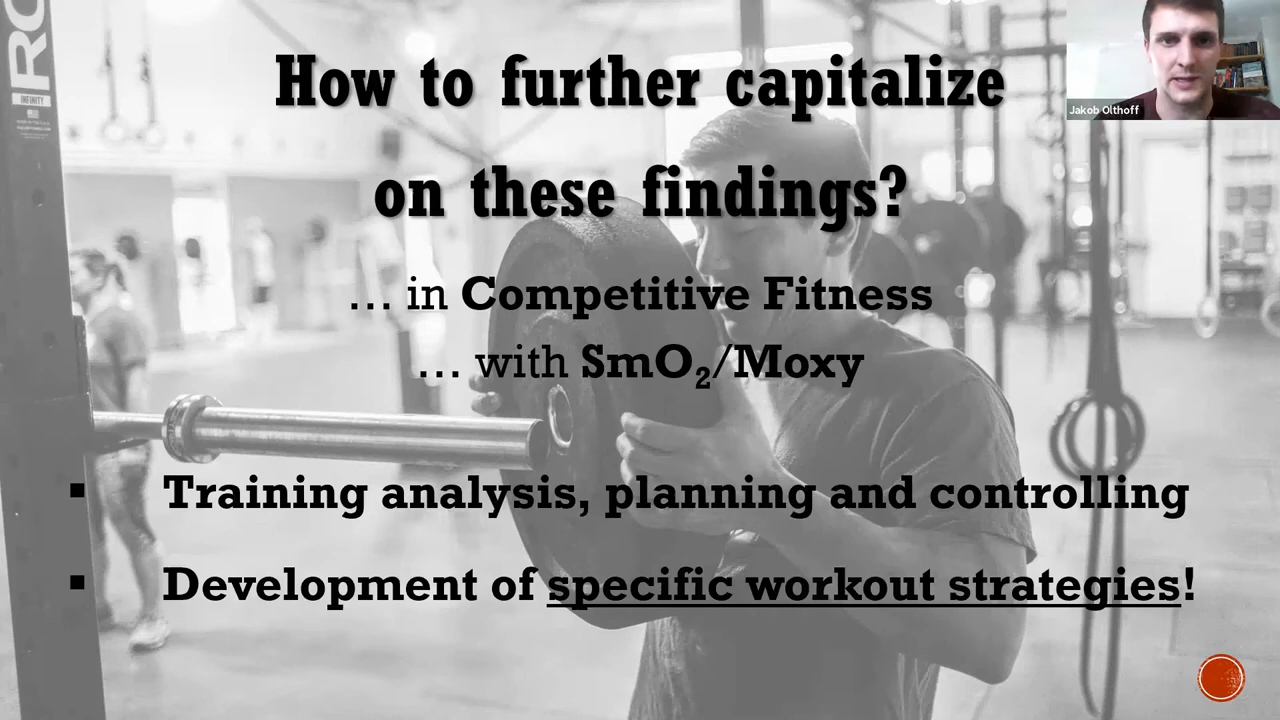 How to further capitalize
on these findings?
… in Competitive Fitness
… with SmO₂/Moxy
▪ Training analysis, planning and controlling
▪ Development of specific workout strategies!
Jakob Olthoff
INFINITY